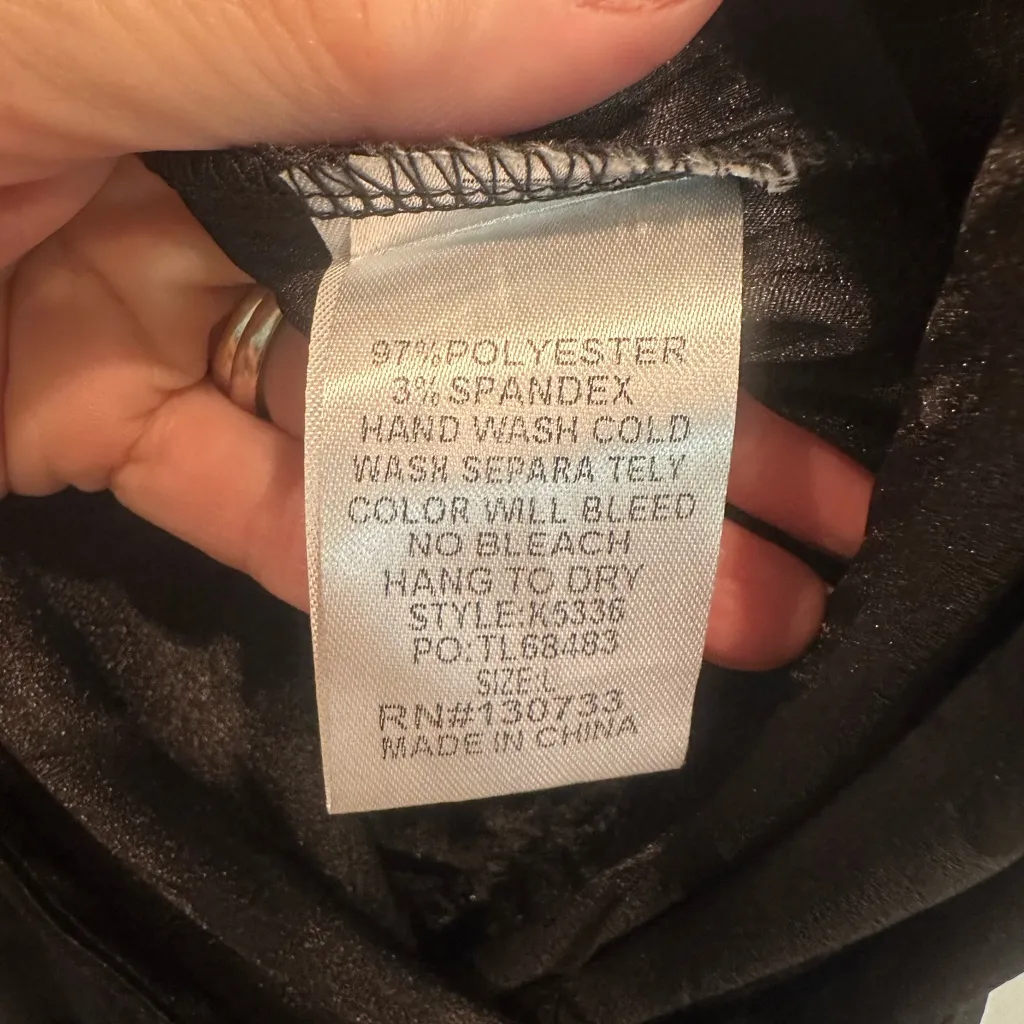 97%POLYESTER
3%SPANDEX
HAND WASH COLD
WASH SEPARA TELY
COLOR WILL BLEED
NO BLEACH
HANG TO DRY
STYLE:K5336
PO:TL68483
SIZE:L
RN#130733
MADE IN CHINA